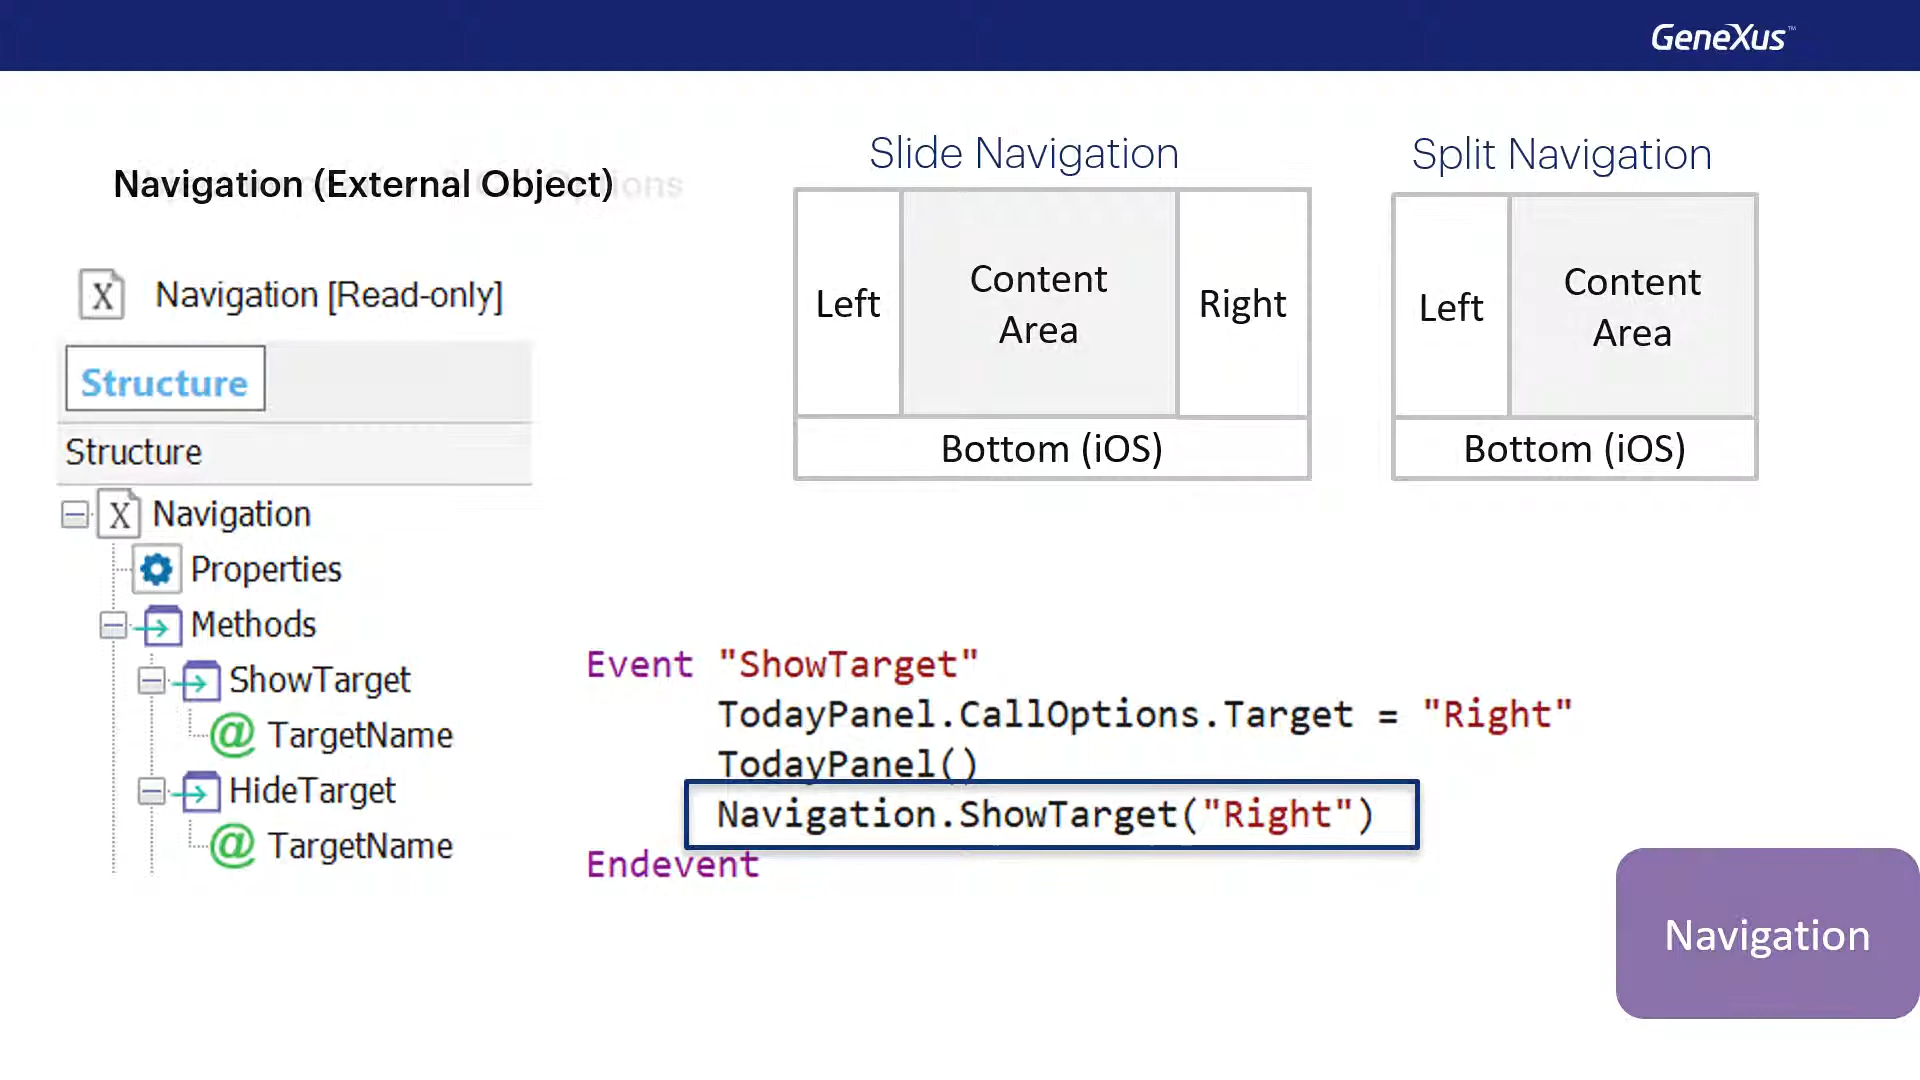 GeneXus™
Navigation (External Object)
Navigation [Read-only]
Structure
Structure
Navigation
Properties
Methods
ShowTarget
TargetName
HideTarget
TargetName
Slide Navigation
Left
Content
Area
Right
Bottom (iOS)
Split Navigation
Left
Content
Area
Bottom (iOS)
Event "ShowTarget"
TodayPanel.CallOptions.Target = "Right"
TodayPanel()
Navigation.ShowTarget("Right")
Endevent
Navigation